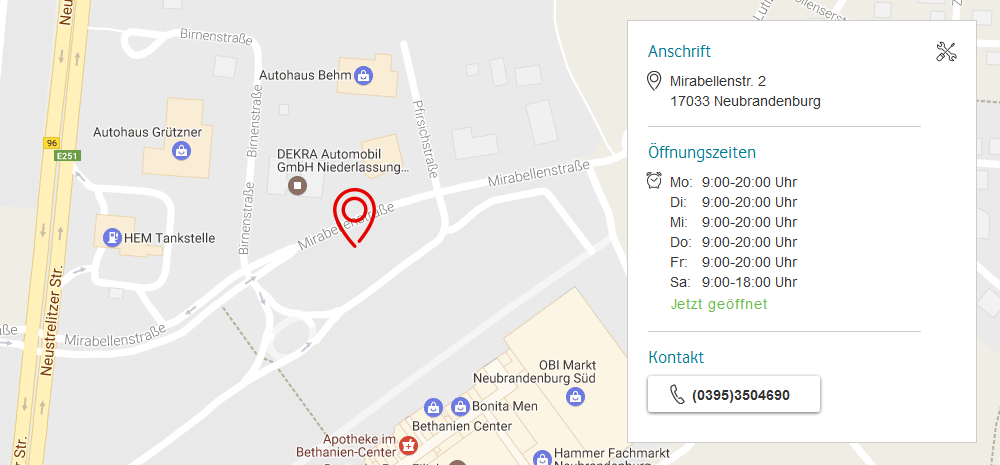 Birnenstraße
Autohaus Behm
Birnenstraße
Pfirsichstraße
Autohaus Grützner
96
E251
DEKRA Automobil
GmbH Niederlassung...
Mirabellenstraße
Mirabellenstraße
HEM Tankstelle
Birnenstraße
Neustrelitzer Str.
Mirabellenstraße
OBI Markt
Neubrandenburg Süd
Bonita Men
Bethanien Center
Apotheke im
Bethanien-Center
Hammer Fachmarkt
Neubrandenburg
Str.
Anschrift
Mirabellenstr. 2
17033 Neubrandenburg
Öffnungszeiten
Mo: 9:00-20:00 Uhr
Di: 9:00-20:00 Uhr
Mi: 9:00-20:00 Uhr
Do: 9:00-20:00 Uhr
Fr: 9:00-20:00 Uhr
Sa: 9:00-18:00 Uhr
Jetzt geöffnet
Kontakt
(0395)3504690